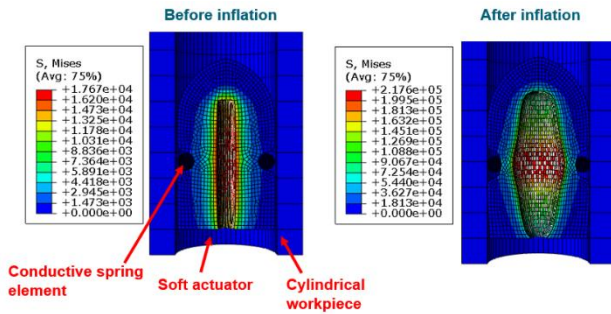 Before inflation
After inflation
S, Mises
(Avg: 75%)
+1.767e+04
+1.620e+04
+1.473e+04
+1.325e+04
+1.178e+04
+1.031e+04
+8.836e+03
+7.364e+03
+5.891e+03
+4.418e+03
+2.945e+03
+1.473e+03
+0.000e+00
S, Mises
(Avg: 75%)
+2.176e+05
+1.995e+05
+1.813e+05
+1.632e+05
+1.451e+05
+1.269e+05
+1.088e+05
+9.067e+04
+7.254e+04
+5.440e+04
+3.627e+04
+1.813e+04
+0.000e+00
Conductive spring
element
Soft actuator
Cylindrical
workpiece